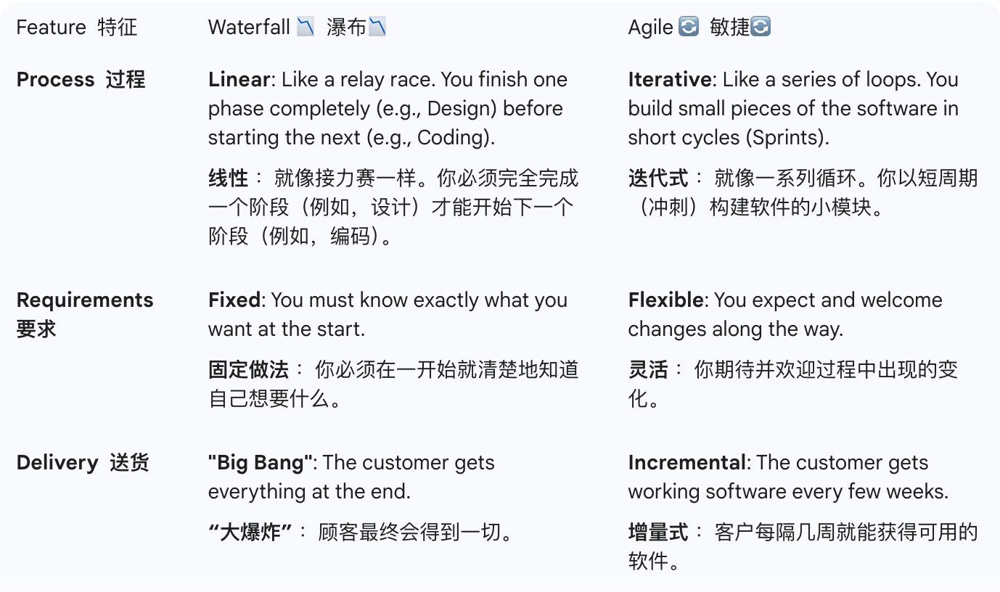 Feature 特征
Waterfall 📉 瀑布📉
Agile 🔄 敏捷🔄
Process 过程
Linear: Like a relay race. You finish one
phase completely (e.g., Design) before
starting the next (e.g., Coding).
线性 ： 就像接力赛一样。你必须完全完成
一个阶段（例如，设计）才能开始下一个
阶段（例如，编码）。
Iterative: Like a series of loops. You
build small pieces of the software in
short cycles (Sprints).
迭代式 ： 就像一系列循环。你以短周期
（冲刺）构建软件的小模块。
Requirements
要求
Fixed: You must know exactly what you
want at the start.
固定做法 ： 你必须在一开始就清楚地知道
自己想要什么。
Flexible: You expect and welcome
changes along the way.
灵活 ： 你期待并欢迎过程中出现的变
化。
Delivery 送货
"Big Bang": The customer gets
everything at the end.
“大爆炸” ： 顾客最终会得到一切。
Incremental: The customer gets
working software every few weeks.
增量式 ： 客户每隔几周就能获得可用的
软件。